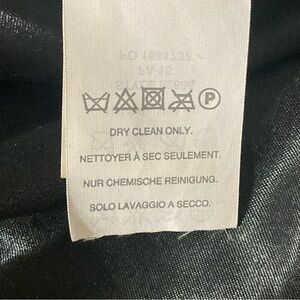 P
DRY CLEAN ONLY.
NETTOYER À SEC SEULEMENT.
NUR CHEMISCHE REINIGUNG.
SOLO LAVAGGIO A SECCO.